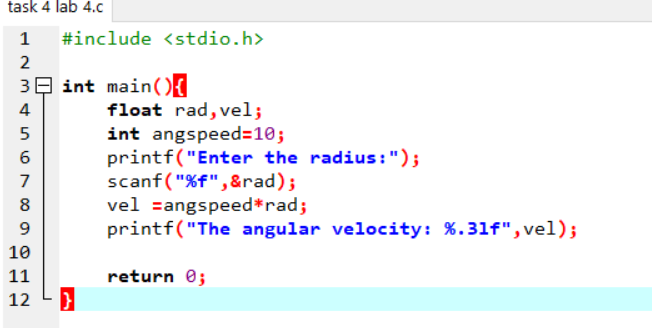 task 4 lab 4.c
1 #include <stdio.h>
2
3 int main(){
4 float rad,vel;
5 int angspeed=10;
6 printf("Enter the radius:");
7 scanf("%f",&rad);
8 vel =angspeed*rad;
9 printf("The angular velocity: %.3lf",vel);
10
11 return 0;
12 }